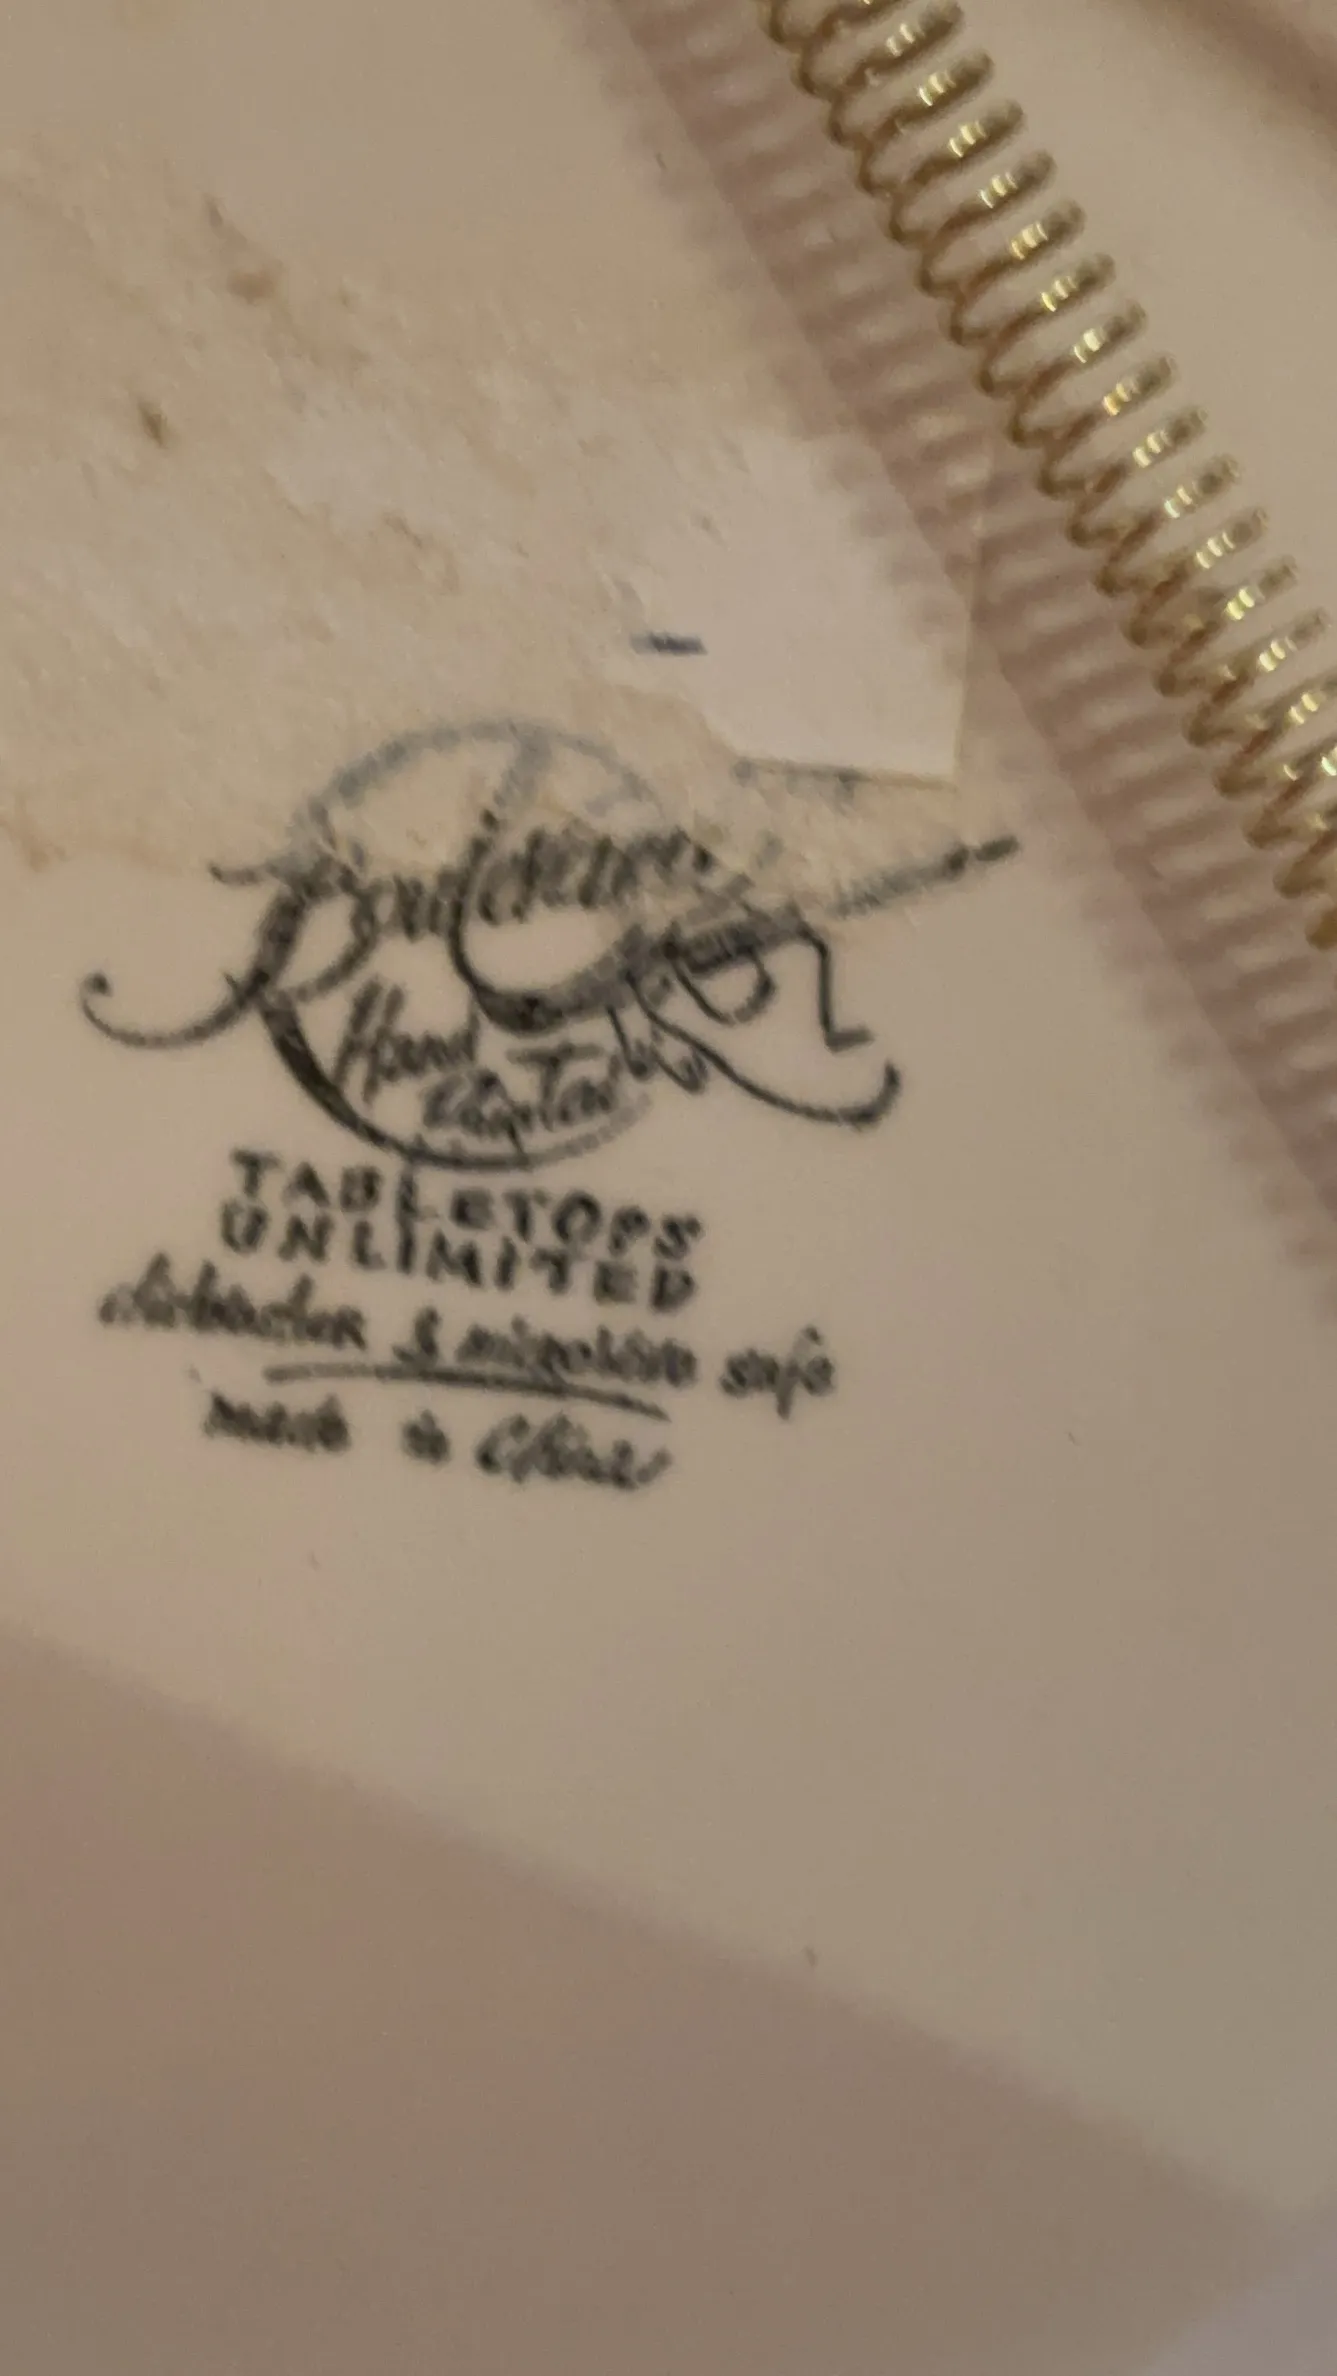 Hand
Painted
TABLETOPS
UNLIMITED
dishwasher & microwave safe
made in China